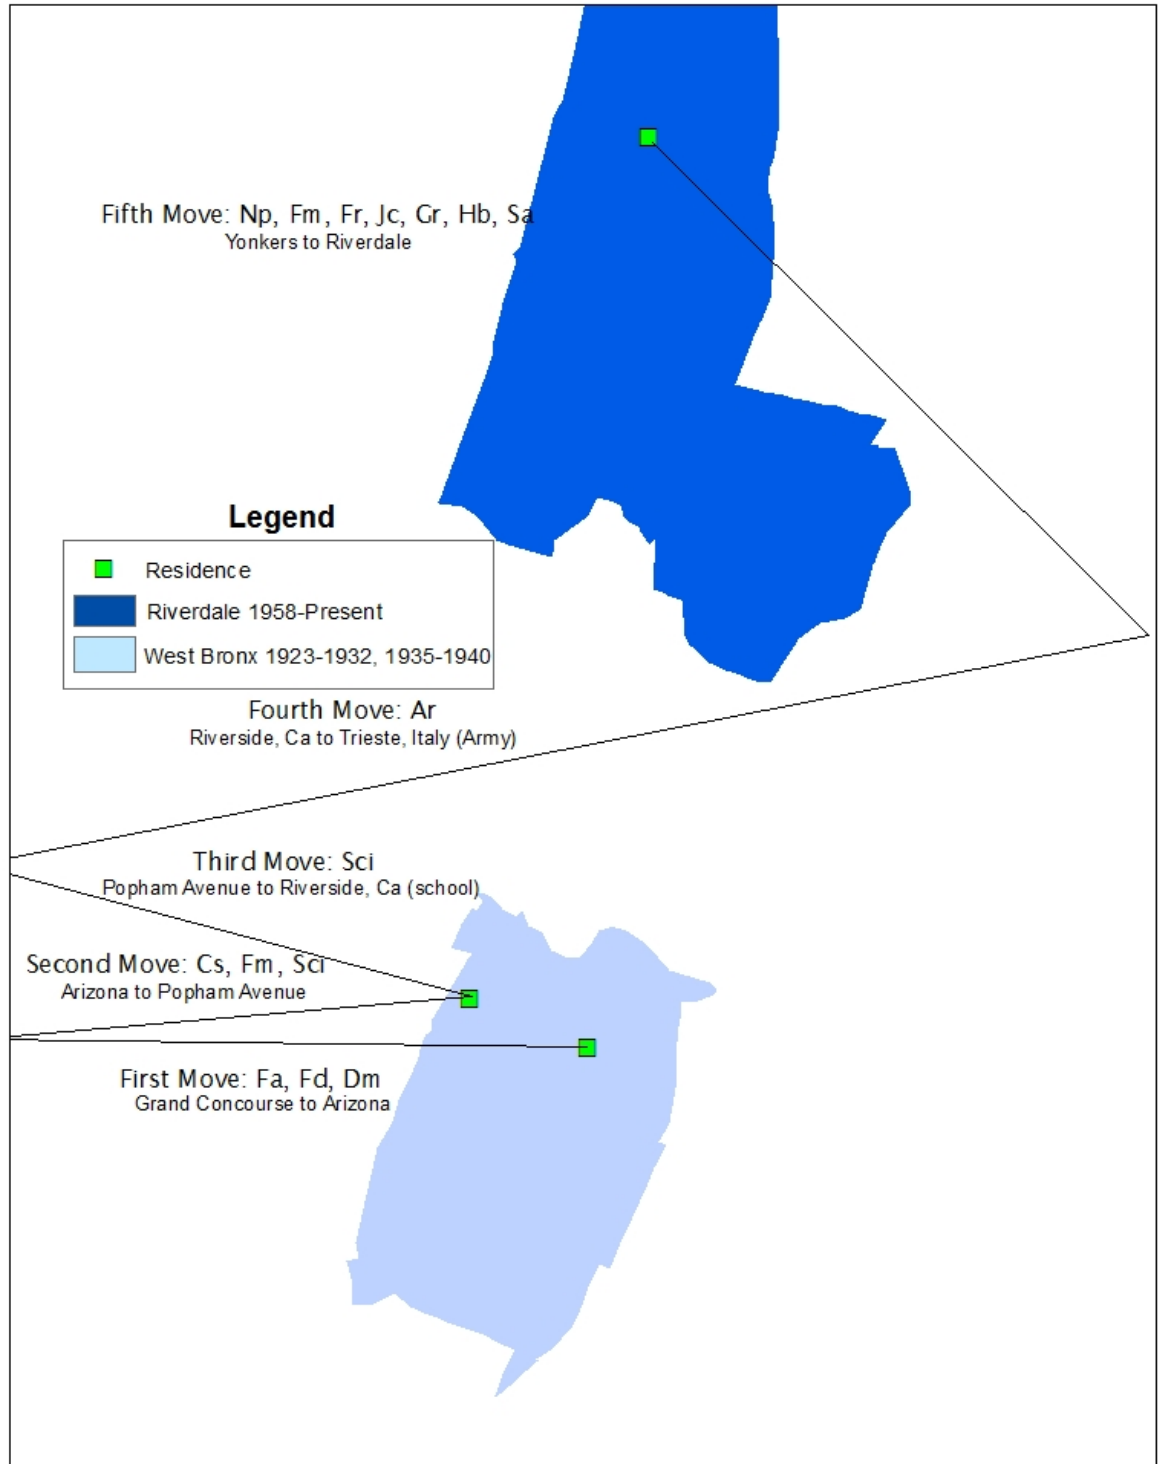 Fifth Move: Np, Fm, Fr, Jc, Gr, Hb, Sa
Yonkers to Riverdale
Legend
Residence
Riverdale 1958-Present
West Bronx 1923-1932, 1935-1940
Fourth Move: Ar
Riverside, Ca to Trieste, Italy (Army)
Third Move: Sci
Popham Avenue to Riverside, Ca (school)
Second Move: Cs, Fm, Sci
Arizona to Popham Avenue
First Move: Fa, Fd, Dm
Grand Concourse to Arizona